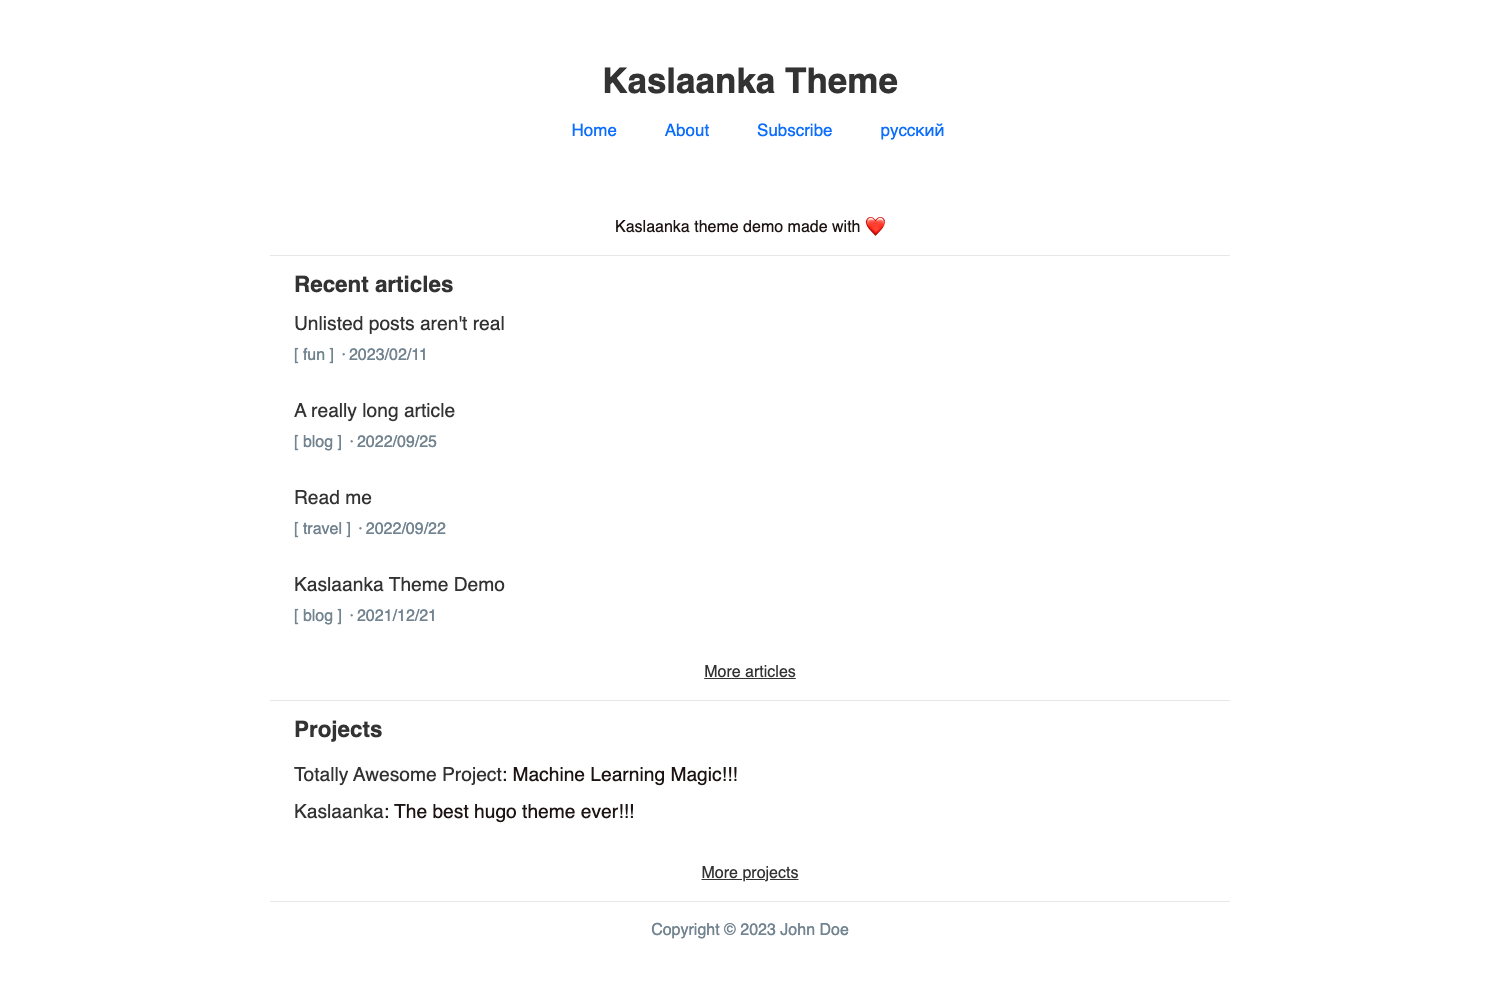 Kaslaanka Theme
Home About Subscribe русский
Kaslaanka theme demo made with ❤️
Recent articles
Unlisted posts aren't real
[ fun ] · 2023/02/11
A really long article
[ blog ] · 2022/09/25
Read me
[ travel ] · 2022/09/22
Kaslaanka Theme Demo
[ blog ] · 2021/12/21
More articles
Projects
Totally Awesome Project: Machine Learning Magic!!!
Kaslaanka: The best hugo theme ever!!!
More projects
Copyright © 2023 John Doe